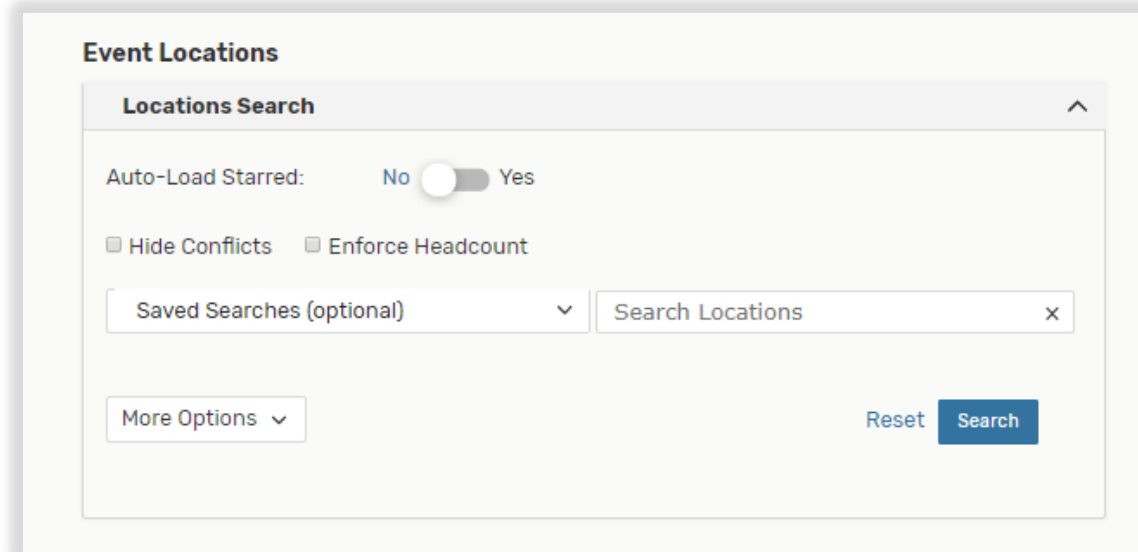 Event Locations
Locations Search
Auto-Load Starred: No Yes
Hide Conflicts Enforce Headcount
Saved Searches (optional) Search Locations
More Options Reset Search